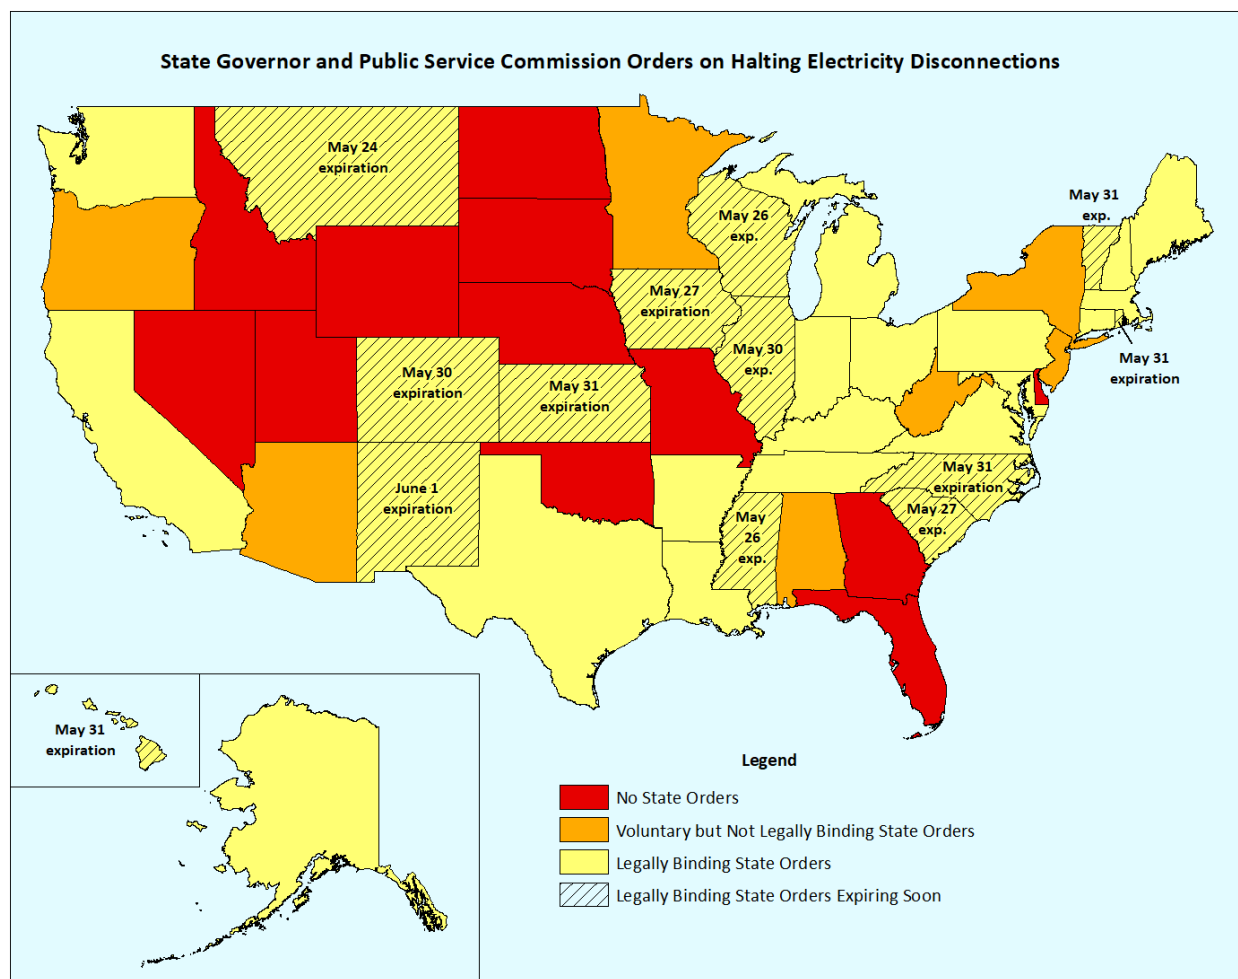 State Governor and Public Service Commission Orders on Halting Electricity Disconnections
May 24
expiration
May 26
exp.
May 31
exp.
May 27
expiration
May 30
exp.
May 31
expiration
May 30
expiration
May 31
expiration
June 1
expiration
May 31
expiration
May 27
exp.
May
26
exp.
May 31
expiration
Legend
No State Orders
Voluntary but Not Legally Binding State Orders
Legally Binding State Orders
Legally Binding State Orders Expiring Soon